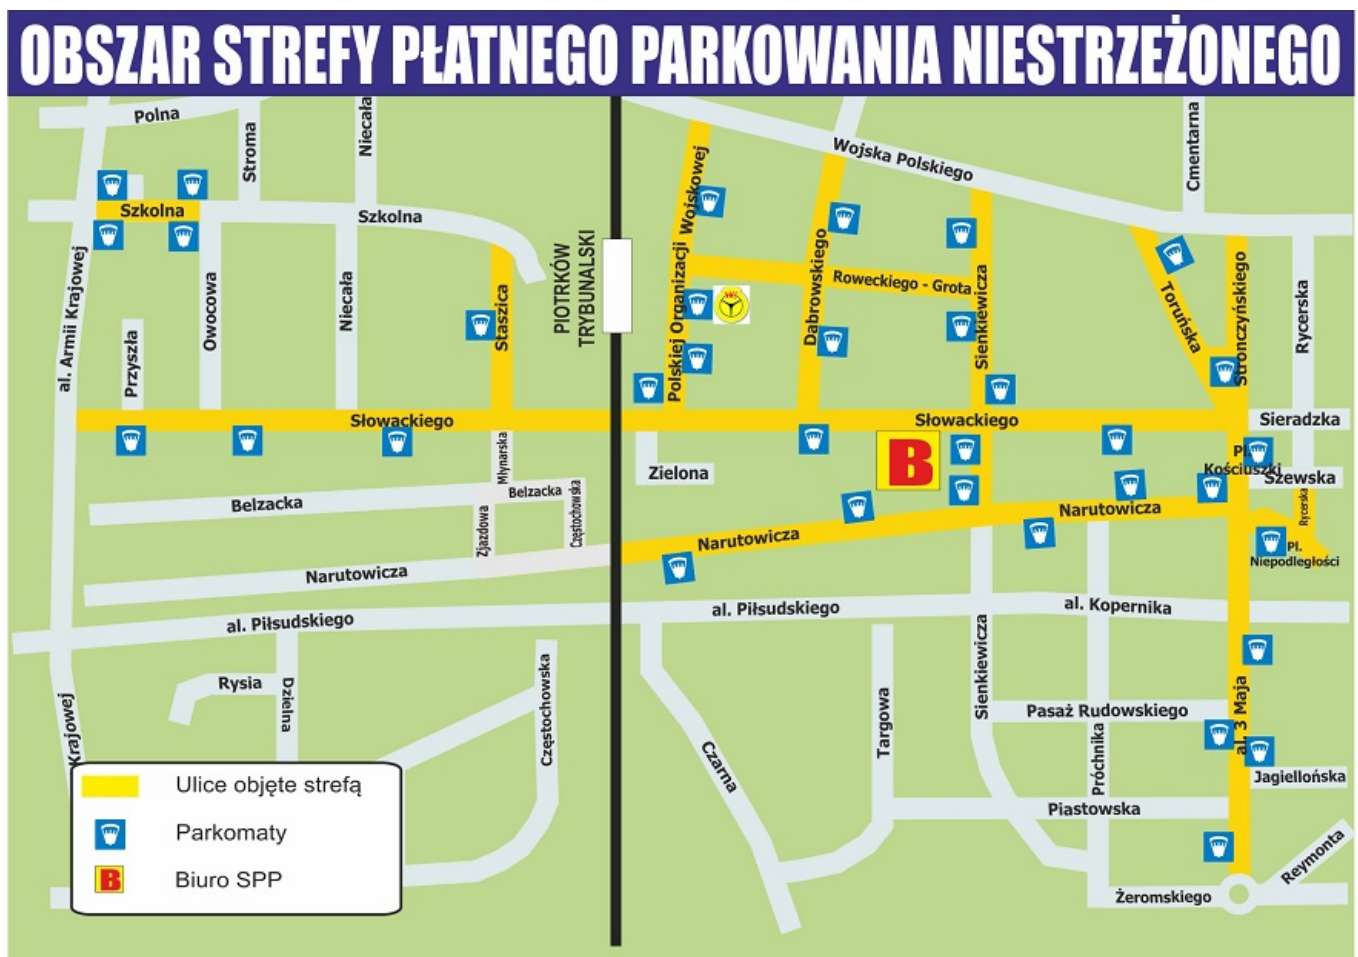 OBSZAR STREFY PŁATNEGO PARKOWANIA NIESTRZEŻONEGO
Polna
Stroma
Niecała
Szkolna
Szkolna
al. Armii Krajowej
Przyszła
Owocowa
Niecała
Staszica
PIOTRKÓW
TRYBUNALSKI
Polskiej Organizacji Wojskowej
Dabrowskiego
Wojska Polskiego
Roweckiego - Grota
Sienkiewicza
Cmentarna
Toruńska
Stronczyńskiego
Rycerska
Słowackiego
Słowackiego
Sieradzka
Pl.
Kościuszki
Szewska
Rycerska
Młynarska
Zielona
B
Belzacka
Belzacka
Częstochowska
Zjazdowa
Narutowicza
Narutowicza
Narutowicza
Pl.
Niepodległości
al. Piłsudskiego
al. Piłsudskiego
al. Kopernika
Rysia
Dzielna
Częstochowska
Krajowej
Czarna
Targowa
Sienkiewicza
Pasaż Rudowskiego
Próchnika
al. 3 Maja
Jagiellońska
Piastowska
Reymonta
Żeromskiego
Ulice objęte strefą
Parkomaty
B
Biuro SPP